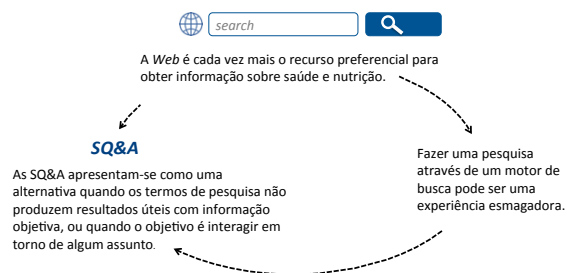 search
A Web é cada vez mais o recurso preferencial para
obter informação sobre saúde e nutrição.
SQ&A
As SQ&A apresentam-se como uma
alternativa quando os termos de pesquisa não
produzem resultados úteis com informação
objetiva, ou quando o objetivo é interagir em
torno de algum assunto.
Fazer uma pesquisa
através de um motor de
busca pode ser uma
experiência esmagadora.